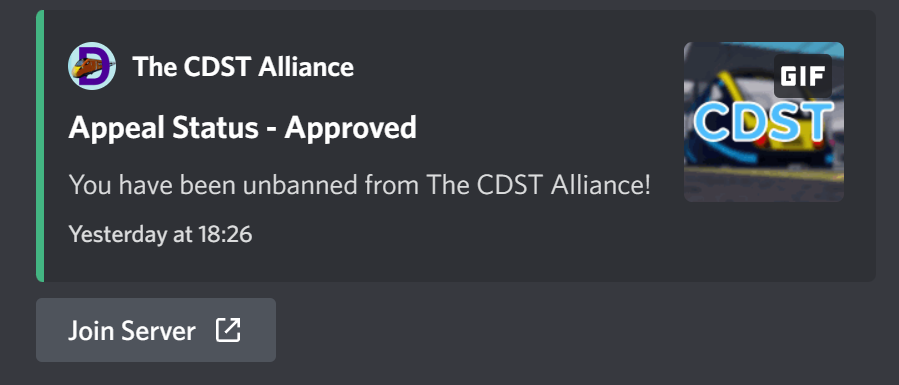 The CDST Alliance
GIF
CDST
Appeal Status - Approved
You have been unbanned from The CDST Alliance!
Yesterday at 18:26
Join Server